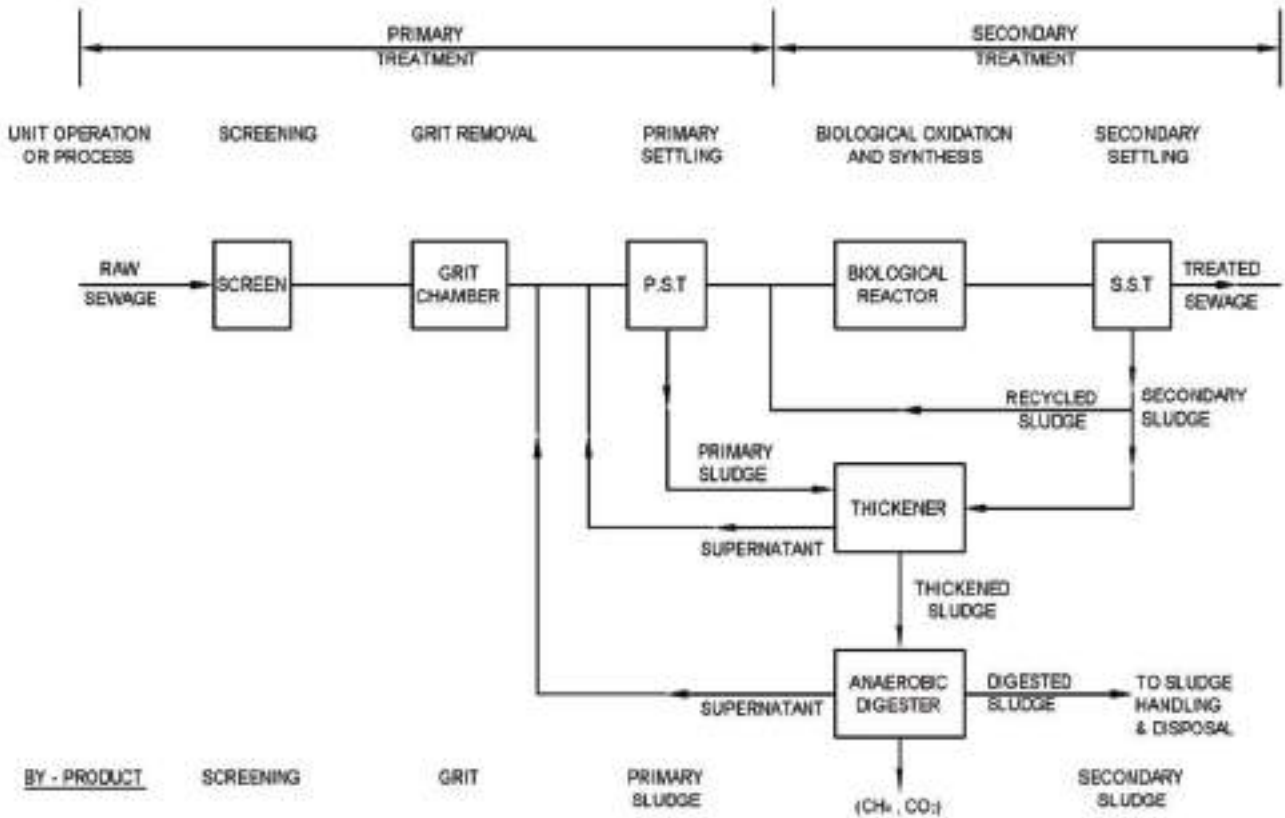 PRIMARY
TREATMENT
SECONDARY
TREATMENT
UNIT OPERATION
OR PROCESS
SCREENING
GRIT REMOVAL
PRIMARY
SETTLING
BIOLOGICAL OXIDATION
AND SYNTHESIS
SECONDARY
SETTLING
RAW
SEWAGE
SCREEN
GRIT
CHAMBER
P.S.T
BIOLOGICAL
REACTOR
S.S.T
TREATED
SEWAGE
RECYCLED
SLUDGE
SECONDARY
SLUDGE
PRIMARY
SLUDGE
THICKENER
SUPERNATANT
THICKENED
SLUDGE
ANAEROBIC
DIGESTER
SUPERNATANT
DIGESTED
SLUDGE
TO SLUDGE
HANDLING
& DISPOSAL
BY - PRODUCT
SCREENING
GRIT
PRIMARY
SLUDGE
(CH₄ , CO₂)
SECONDARY
SLUDGE